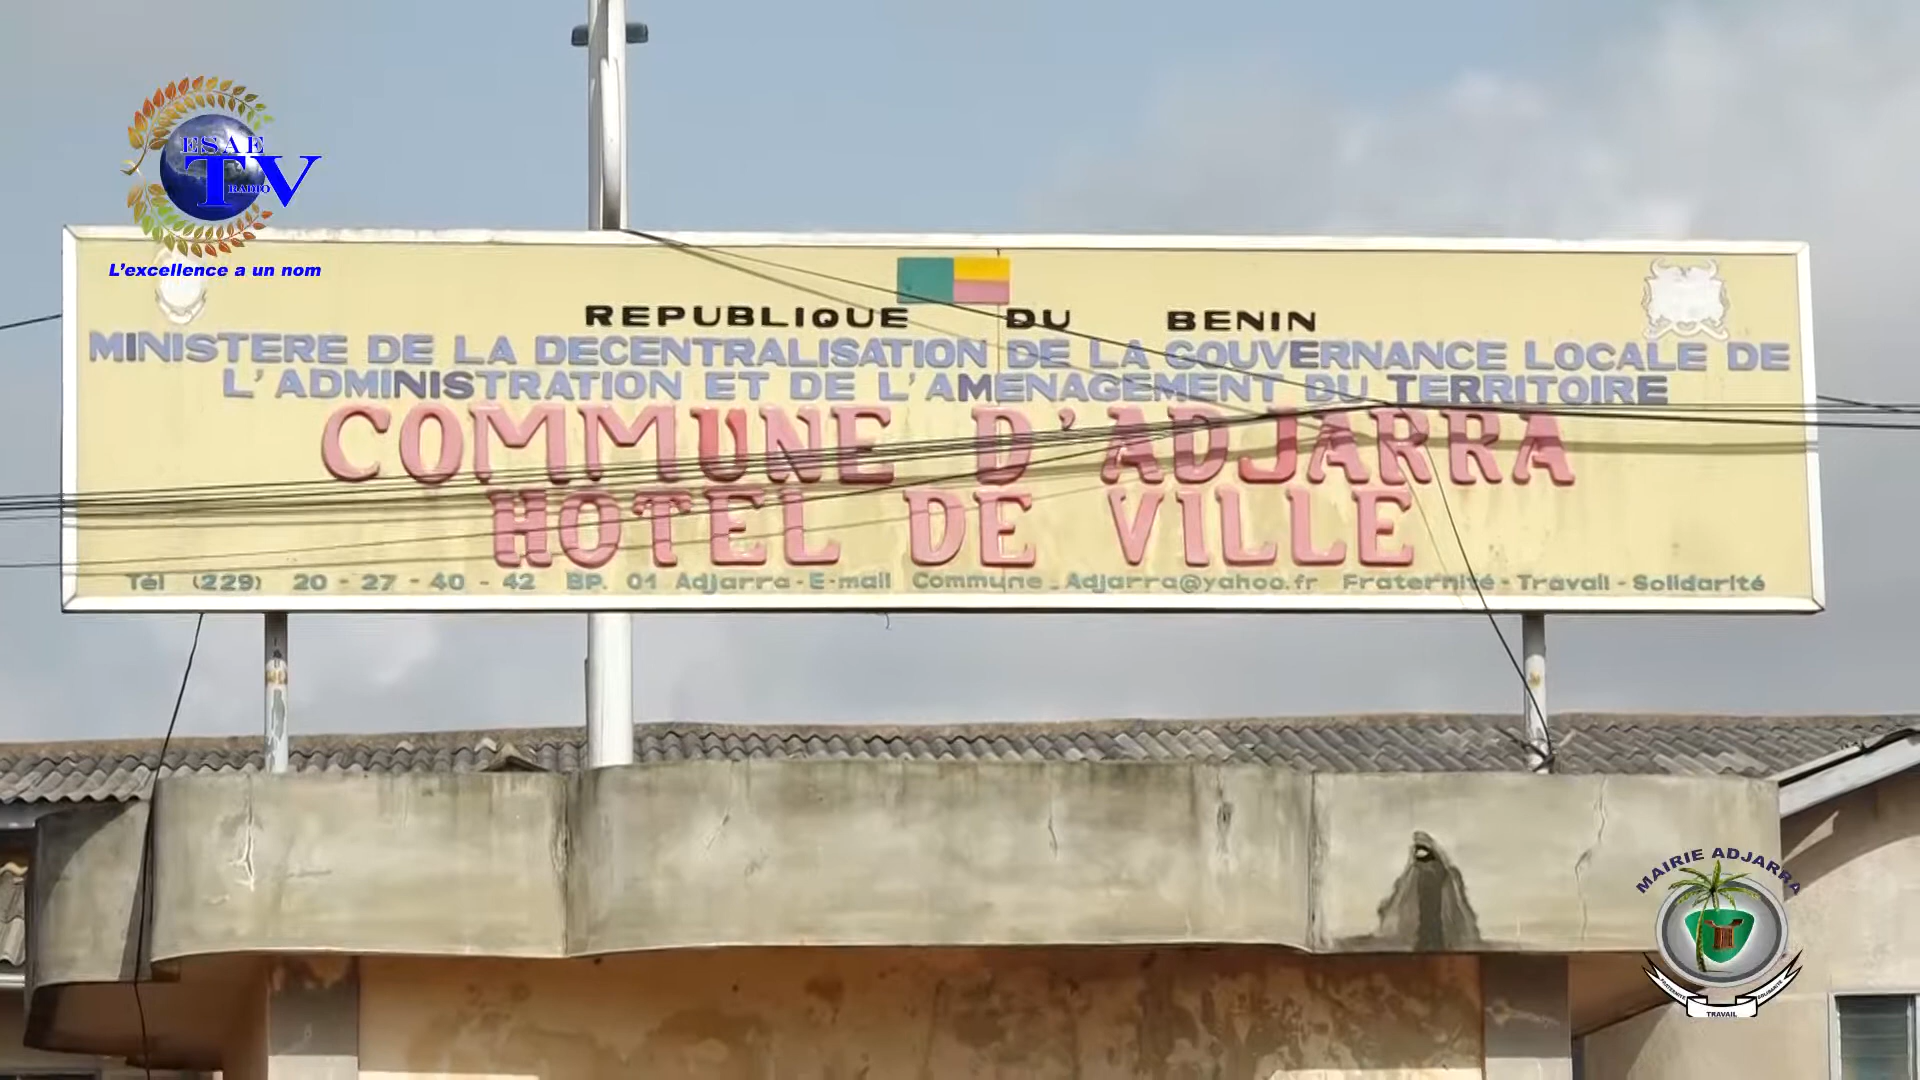 ESAE
TV
RADIO
L'excellence a un nom
REPUBLIQUE DU BENIN
MINISTERE DE LA DECENTRALISATION DE LA GOUVERNANCE LOCALE DE
L'ADMINISTRATION ET DE L'AMENAGEMENT DU TERRITOIRE
COMMUNE D'ADJARRA
HOTEL DE VILLE
Tél (229) 20 - 27 - 40 - 42 BP. 01 Adjarra - E-mail Commune_Adjarra@yahoo.fr Fraternité - Travail - Solidarité
MAIRIE ADJARRA
FRATERNITE
TRAVAIL
SOLIDARITE